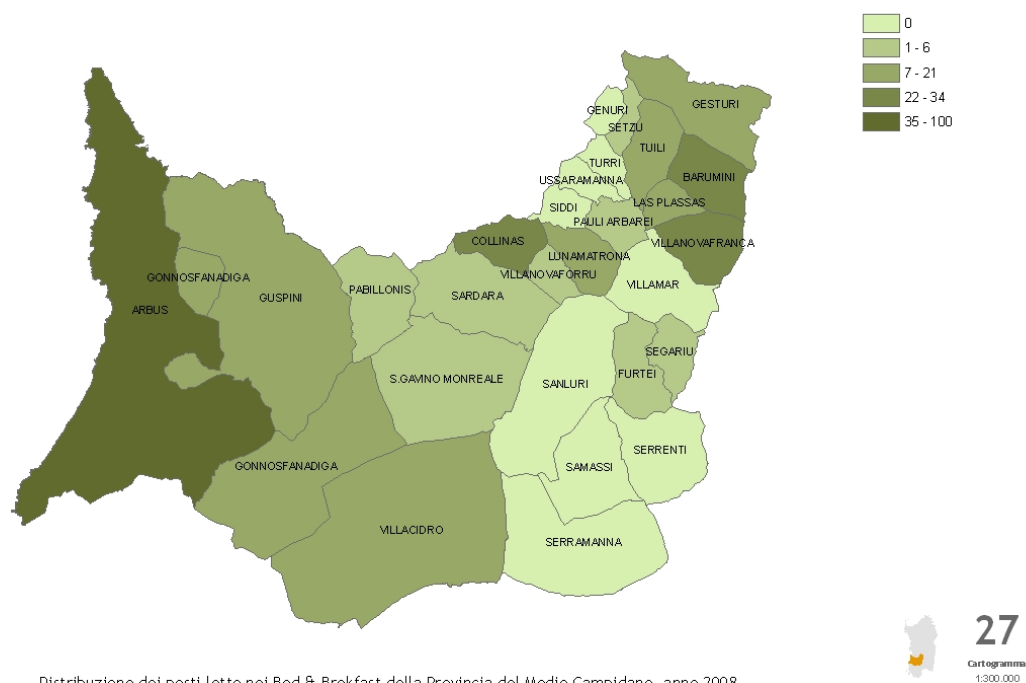 0
1 - 6
7 - 21
22 - 34
35 - 100
GESTURI
GENURI
SETZU
TUILI
TURRI
BARUMINI
USSARAMANNA
LAS PLASSAS
SIDDI
PAULI ARBAREI
COLLINAS
VILLANOVAFRANCA
LUNAMATRONA
VILLANOVAFORRU
GONNOSFANADIGA
VILLAMAR
PABILLONIS
SARDARA
GUSPINI
ARBUS
SEGARIU
FURTEI
S.GAVINO MONREALE
SANLURI
SERRENTI
GONNOSFANADIGA
SAMASSI
VILLACIDRO
SERRAMANNA
27
Cartogramma
1:300.000
Distribuzione dei posti letto nei Bed & Brekfast della Provincia del Medio Campidano, anno 2008